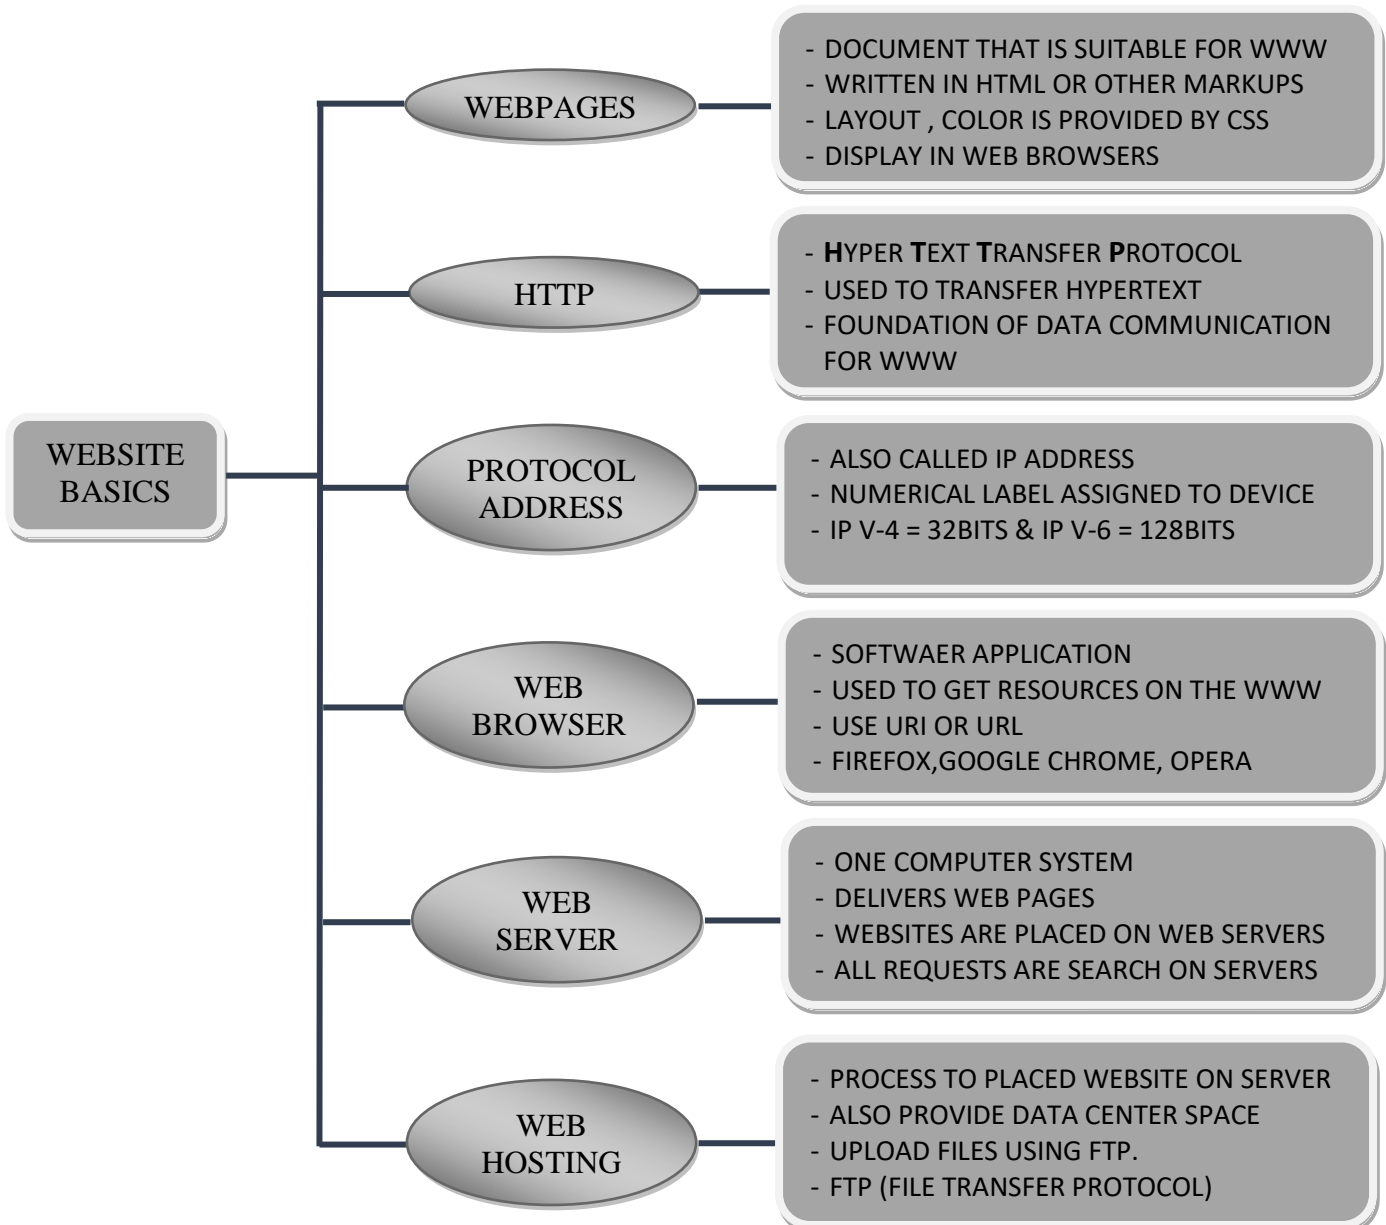 WEBSITE
BASICS
WEBPAGES
- DOCUMENT THAT IS SUITABLE FOR WWW
- WRITTEN IN HTML OR OTHER MARKUPS
- LAYOUT , COLOR IS PROVIDED BY CSS
- DISPLAY IN WEB BROWSERS
HTTP
- HYPER TEXT TRANSFER PROTOCOL
- USED TO TRANSFER HYPERTEXT
- FOUNDATION OF DATA COMMUNICATION
FOR WWW
PROTOCOL
ADDRESS
- ALSO CALLED IP ADDRESS
- NUMERICAL LABEL ASSIGNED TO DEVICE
- IP V-4 = 32BITS & IP V-6 = 128BITS
WEB
BROWSER
- SOFTWAER APPLICATION
- USED TO GET RESOURCES ON THE WWW
- USE URI OR URL
- FIREFOX,GOOGLE CHROME, OPERA
WEB
SERVER
- ONE COMPUTER SYSTEM
- DELIVERS WEB PAGES
- WEBSITES ARE PLACED ON WEB SERVERS
- ALL REQUESTS ARE SEARCH ON SERVERS
WEB
HOSTING
- PROCESS TO PLACED WEBSITE ON SERVER
- ALSO PROVIDE DATA CENTER SPACE
- UPLOAD FILES USING FTP.
- FTP (FILE TRANSFER PROTOCOL)